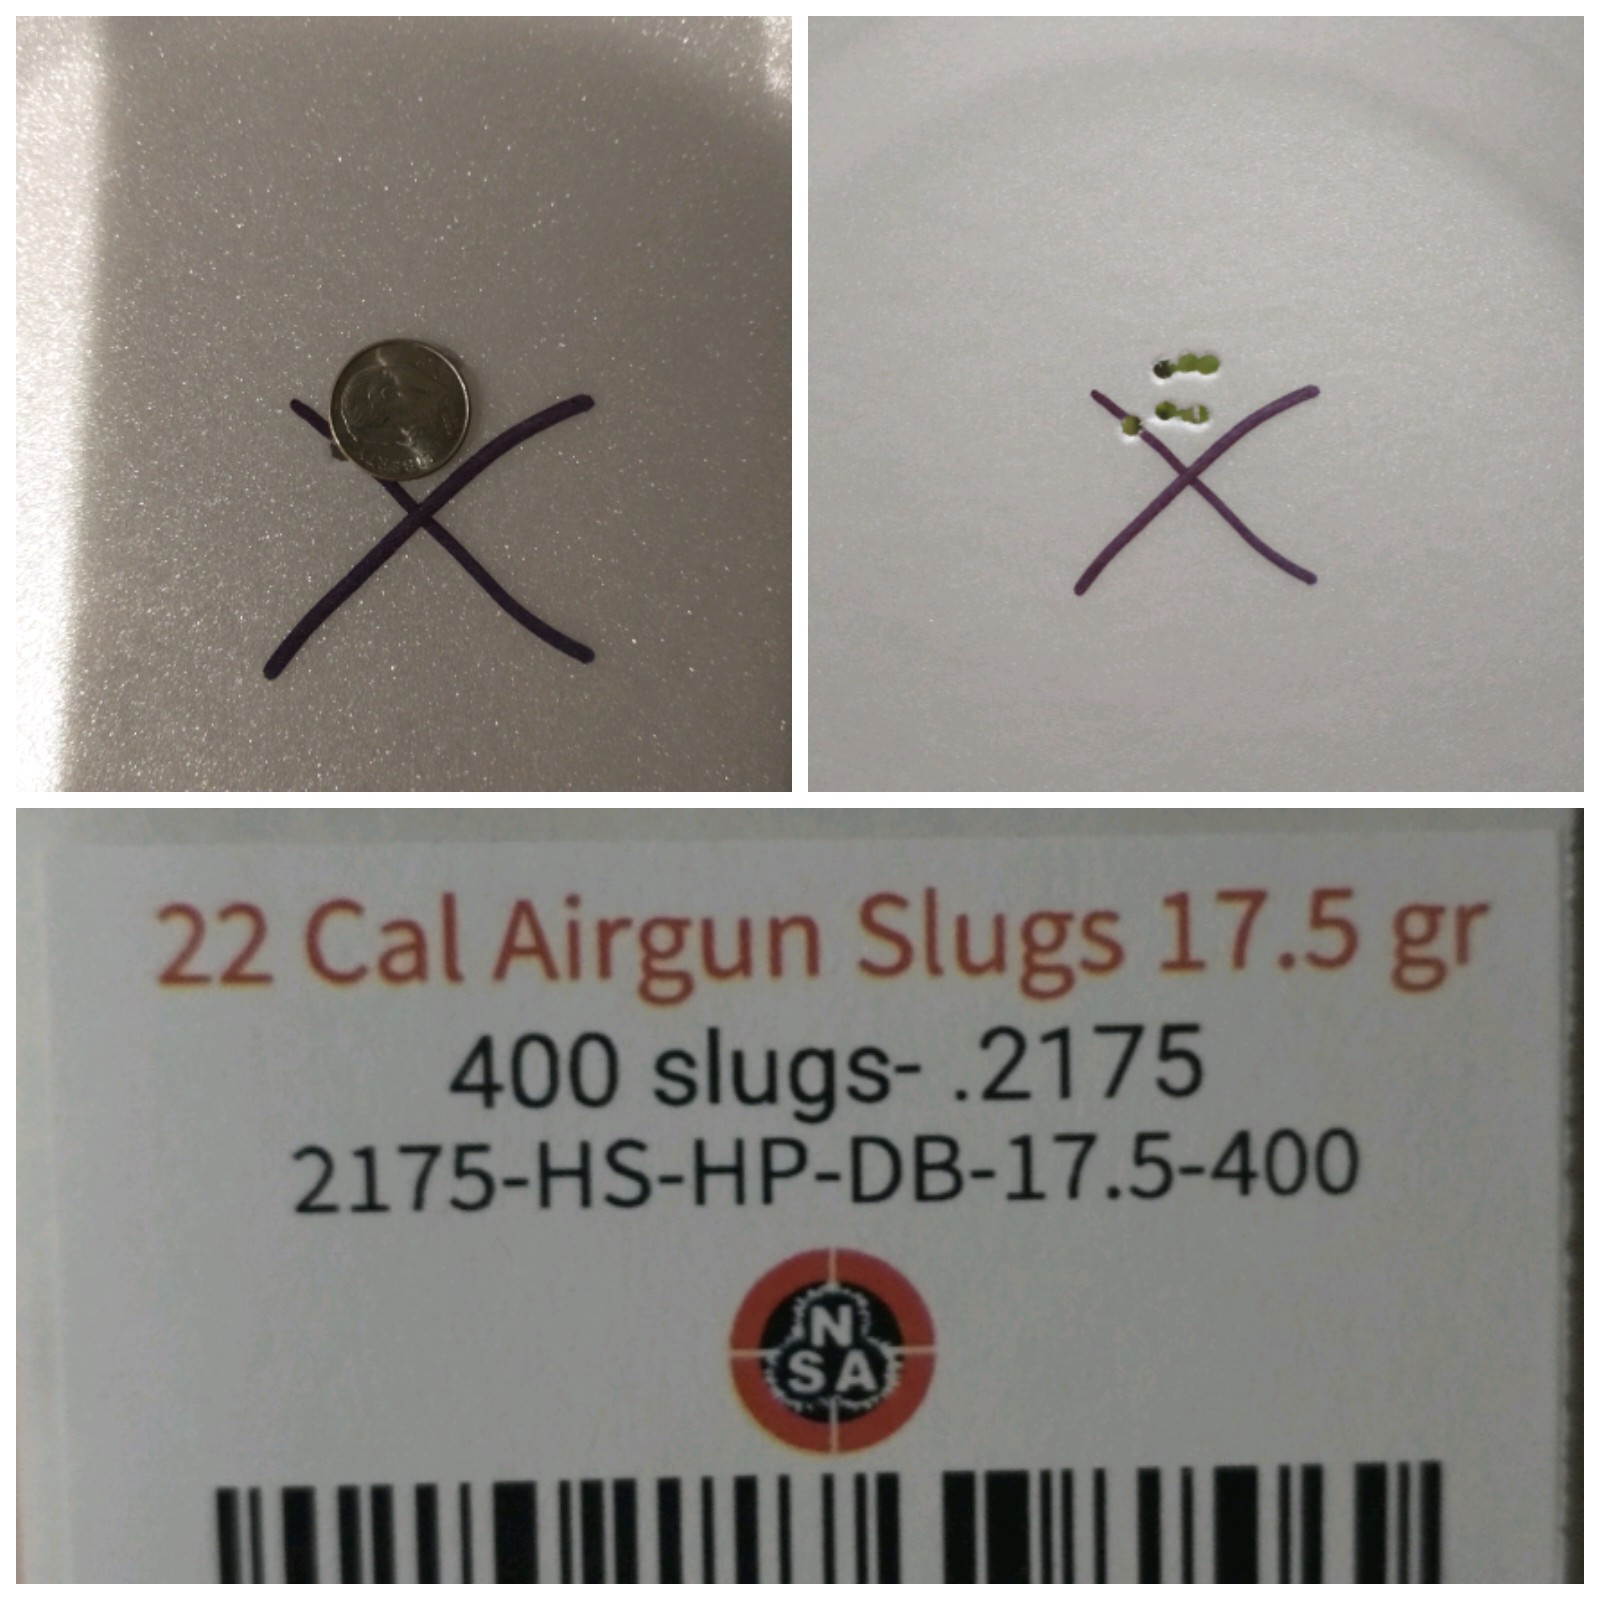 22 Cal Airgun Slugs 17.5 gr
400 slugs- .2175
2175-HS-HP-DB-17.5-400
N
SA